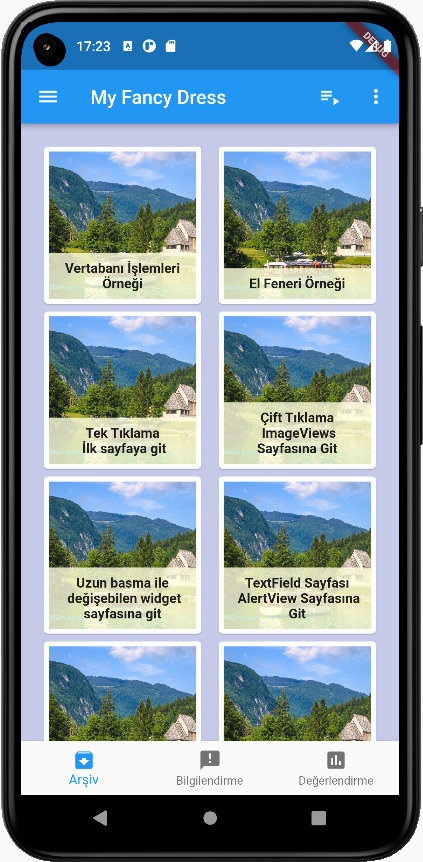 17:23
DEBUG
My Fancy Dress
Vertabanı İşlemleri
Örneği
El Feneri Örneği
Tek Tıklama
İlk sayfaya git
Çift Tıklama
ImageViews
Sayfasına Git
Uzun basma ile
değişebilen widget
sayfasına git
TextField Sayfası
AlertView Sayfasına
Git
Arşiv
Bilgilendirme
Değerlendirme